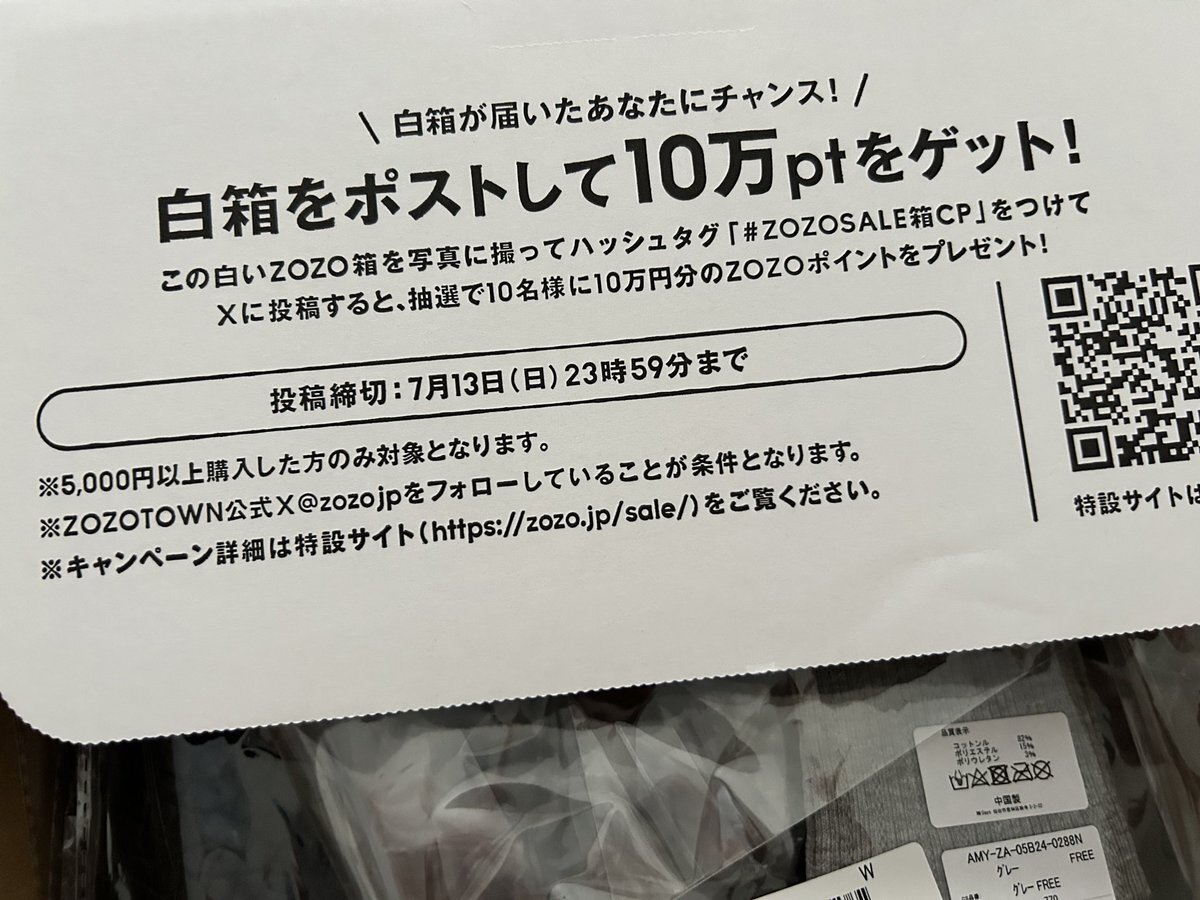 \ 白箱が届いたあなたにチャンス! /
白箱をポストして10万ptをゲット!
この白いZOZO箱を写真に撮ってハッシュタグ「#ZOZOSALE箱CP」をつけて
Xに投稿すると、抽選で10名様に10万円分のZOZOポイントをプレゼント!
投稿締切：7月13日(日)23時59分まで
※5,000円以上購入した方のみ対象となります。
※ZOZOTOWN公式X@zozojpをフォローしていることが条件となります。
※キャンペーン詳細は特設サイト(https://zozo.jp/sale/)をご覧ください。
特設サイトは
品質表示
コットンル 82%
ポリエステル 15%
ポリウレタン 3%
中国製
AMY-ZA-05B24-0288N
グレー FREE
グレー FREE
W